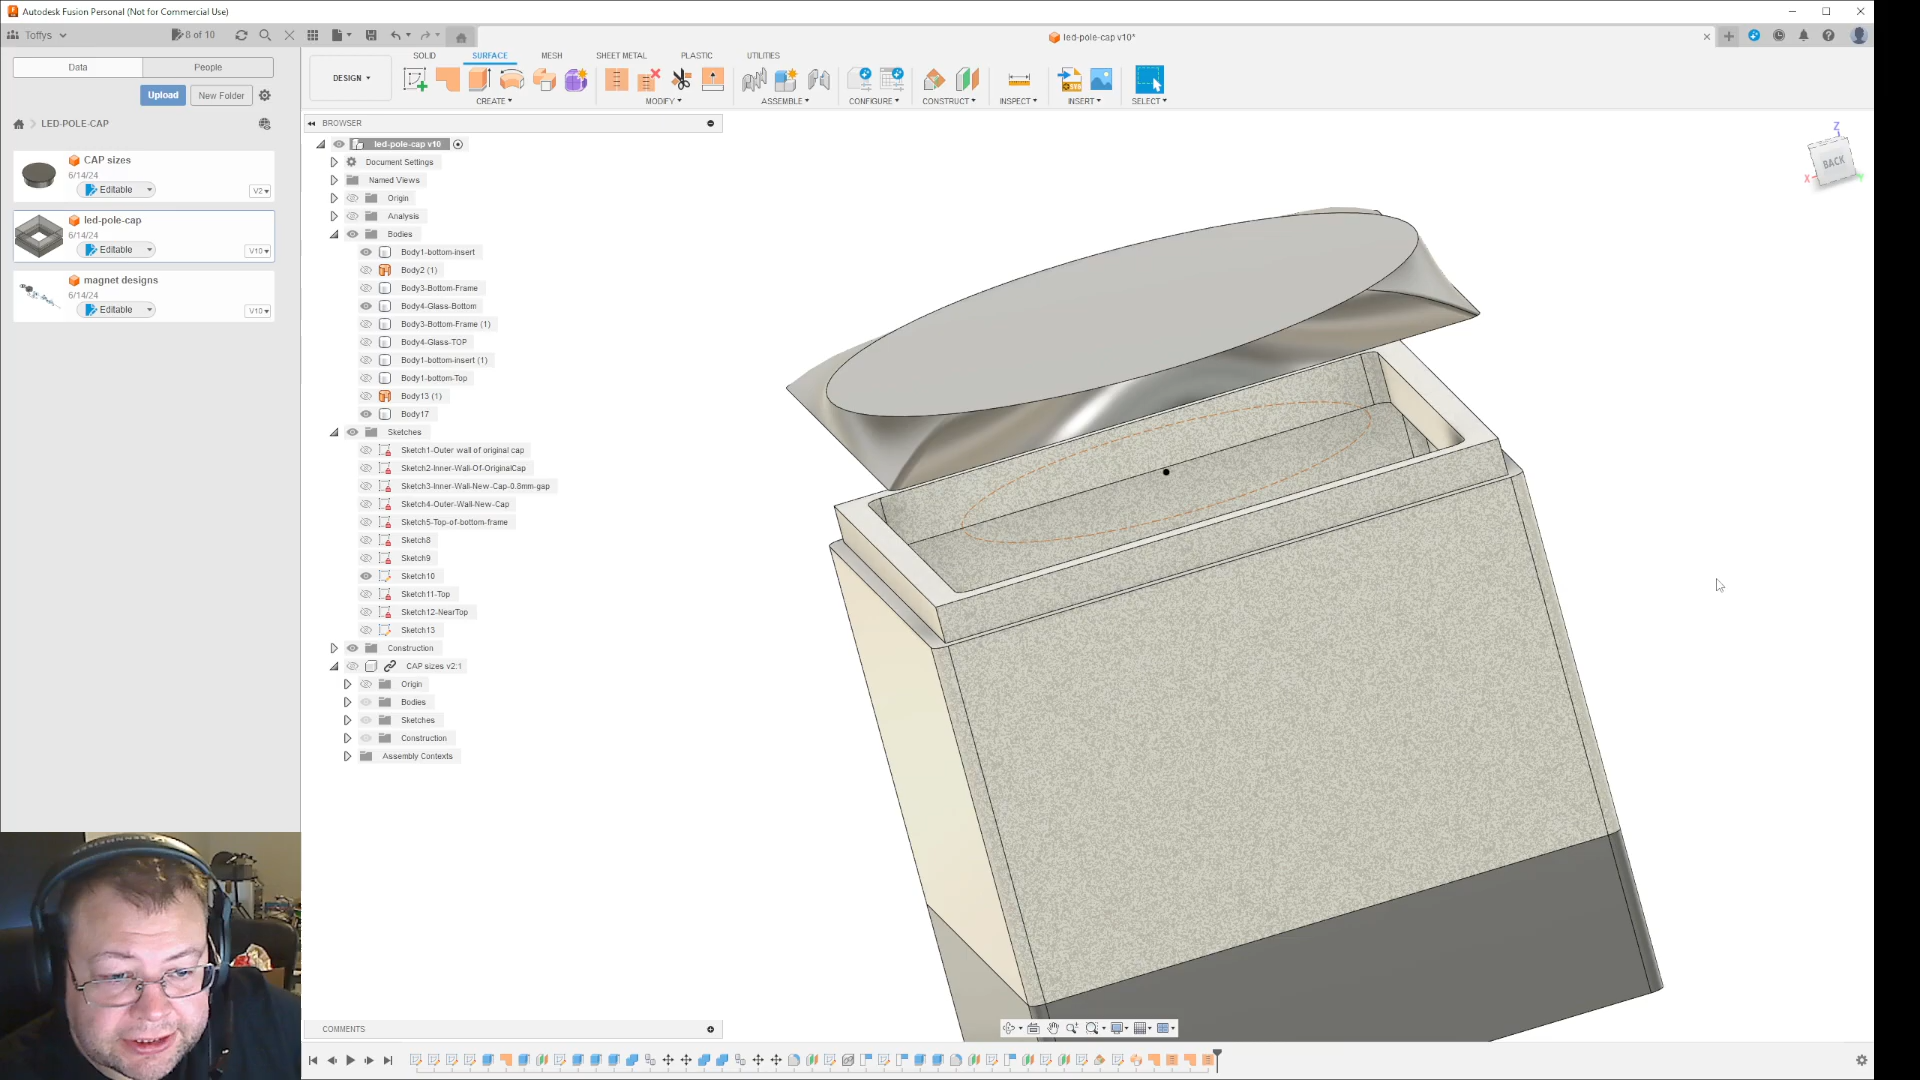 Autodesk Fusion Personal (Not for Commercial Use)
Toffys
8 of 10
led-pole-cap v10*
Data
People
Upload
New Folder
LED-POLE-CAP
CAP sizes
6/14/24
Editable
V2
led-pole-cap
6/14/24
Editable
V10
magnet designs
6/14/24
Editable
V10
DESIGN
SOLID
SURFACE
MESH
SHEET METAL
PLASTIC
UTILITIES
CREATE
MODIFY
ASSEMBLE
CONFIGURE
CONSTRUCT
INSPECT
INSERT
SELECT
BROWSER
led-pole-cap v10
Document Settings
Named Views
Origin
Analysis
Bodies
Body1-bottom-insert
Body2 (1)
Body3-Bottom-Frame
Body4-Glass-Bottom
Body3-Bottom-Frame (1)
Body4-Glass-TOP
Body1-bottom-insert (1)
Body1-bottom-Top
Body13 (1)
Body17
Sketches
Sketch1-Outer wall of original cap
Sketch2-Inner-Wall-Of-OriginalCap
Sketch3-Inner-Wall-New-Cap-0.8mm-gap
Sketch4-Outer-Wall-New-Cap
Sketch5-Top-of-bottom-frame
Sketch8
Sketch9
Sketch10
Sketch11-Top
Sketch12-NearTop
Sketch13
Construction
CAP sizes v2:1
Origin
Bodies
Sketches
Construction
Assembly Contexts
Z
BACK
X
COMMENTS